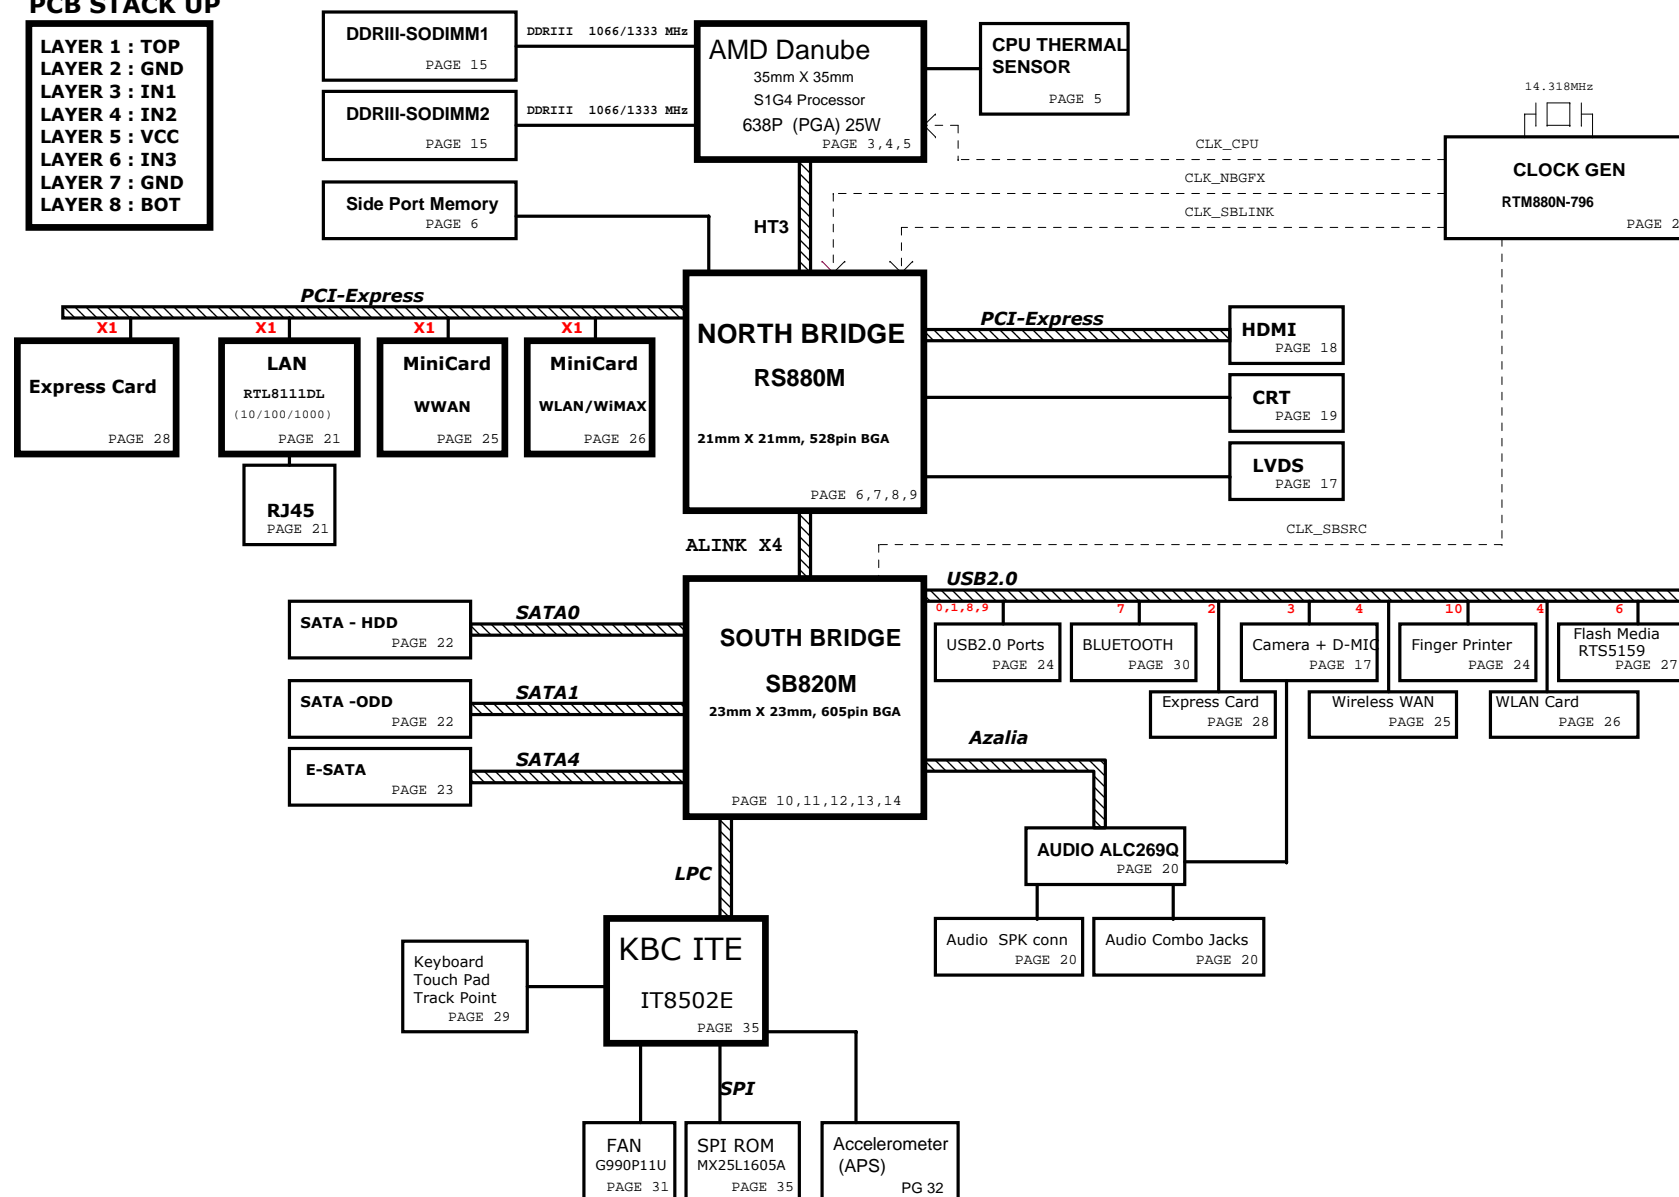 PCB STACK UP
LAYER 1 : TOP
LAYER 2 : GND
LAYER 3 : IN1
LAYER 4 : IN2
LAYER 5 : VCC
LAYER 6 : IN3
LAYER 7 : GND
LAYER 8 : BOT
DDRIII-SODIMM1
PAGE 15
DDRIII 1066/1333 MHz
DDRIII-SODIMM2
PAGE 15
DDRIII 1066/1333 MHz
Side Port Memory
PAGE 6
AMD Danube
35mm X 35mm
S1G4 Processor
638P (PGA) 25W
PAGE 3,4,5
CPU THERMAL
SENSOR
PAGE 5
14.318MHz
CLOCK GEN
RTM880N-796
PAGE 2
CLK_CPU
CLK_NBGFX
CLK_SBLINK
HT3
PCI-Express
X1
X1
X1
X1
Express Card
PAGE 28
LAN
RTL8111DL
(10/100/1000)
PAGE 21
MiniCard
WWAN
PAGE 25
MiniCard
WLAN/WiMAX
PAGE 26
RJ45
PAGE 21
NORTH BRIDGE
RS880M
21mm X 21mm, 528pin BGA
PAGE 6,7,8,9
PCI-Express
HDMI
PAGE 18
CRT
PAGE 19
LVDS
PAGE 17
CLK_SBSRC
ALINK X4
SATA - HDD
PAGE 22
SATA0
SATA -ODD
PAGE 22
SATA1
E-SATA
PAGE 23
SATA4
SOUTH BRIDGE
SB820M
23mm X 23mm, 605pin BGA
PAGE 10,11,12,13,14
USB2.0
0,1,8,9
7
2
3
4
10
4
6
USB2.0 Ports
PAGE 24
BLUETOOTH
PAGE 30
Camera + D-MIC
PAGE 17
Finger Printer
PAGE 24
Flash Media
RTS5159
PAGE 27
Express Card
PAGE 28
Wireless WAN
PAGE 25
WLAN Card
PAGE 26
Azalia
AUDIO ALC269Q
PAGE 20
Audio SPK conn
PAGE 20
Audio Combo Jacks
PAGE 20
LPC
KBC ITE
IT8502E
PAGE 35
Keyboard
Touch Pad
Track Point
PAGE 29
SPI
FAN
G990P11U
PAGE 31
SPI ROM
MX25L1605A
PAGE 35
Accelerometer
(APS)
PG 32